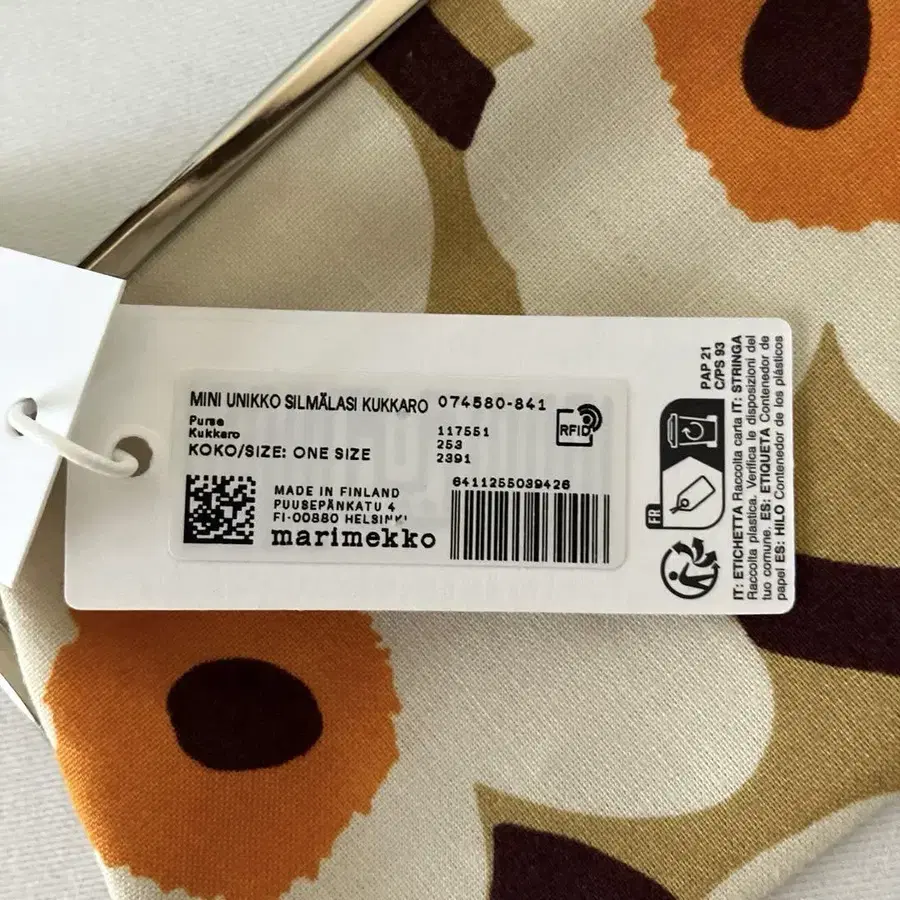 MINI UNIKKO SILMÄLASI KUKKARO 074580-841
Purse
Kukkaro
KOKO/SIZE: ONE SIZE
117551
253
2391
RFID
6411255039426
MADE IN FINLAND
PUUSEPÄNKATU 4
FI-00880 HELSINKI
marimekko
PAP 21
C/PS 93
FR
IT: ETICHETTA Raccolta carta IT: STRINGA
Raccolta plastica. Verifica le disposizioni del
tuo comune. ES: ETIQUETA Contenedor de
papel ES: HILO Contenedor de los plásticos